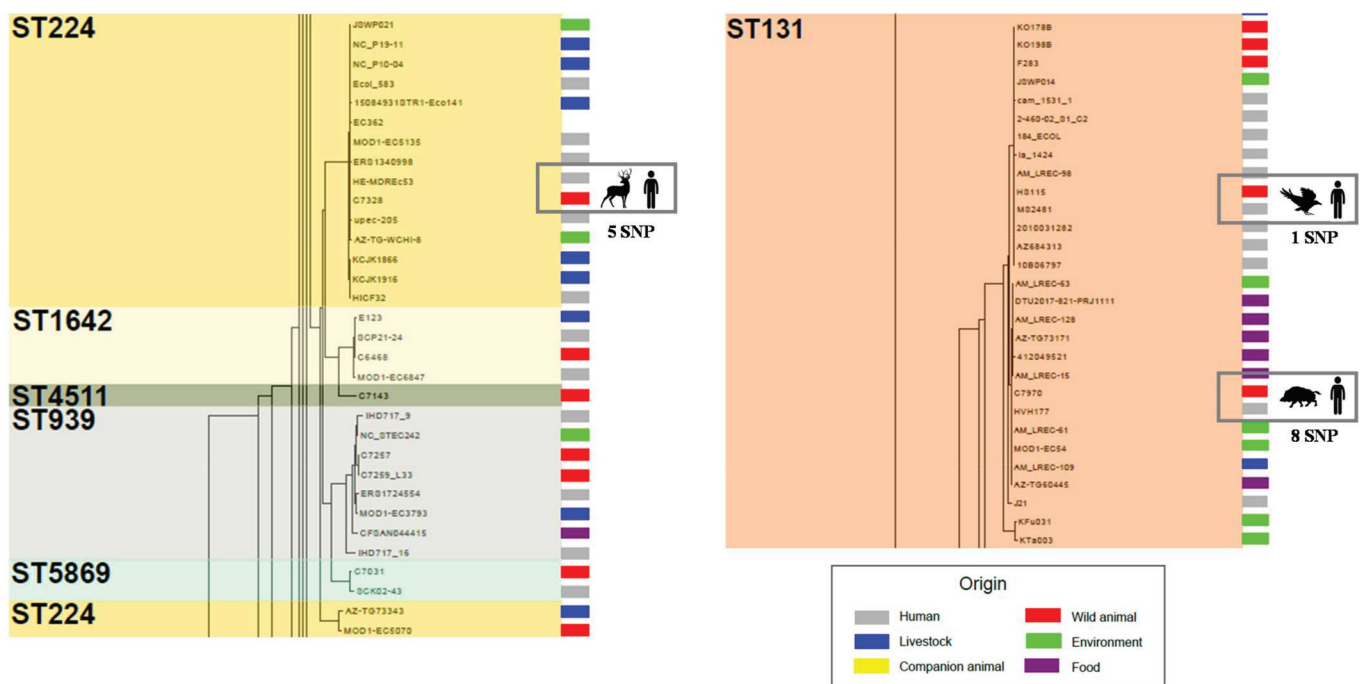 ST224
JSWP021
NC_P19-11
NC_P10-04
Ecol_583
150849318TR1-Eco141
EC362
MOD1-EC5135
ERS1340998
HE-MDREc53
C7328
upec-205
AZ-TG-WCHI-8
KCJK1866
KCJK1916
HICF32
5 SNP
ST1642
E123
SCP21-24
C6468
MOD1-EC6847
ST4511
C7143
ST939
IHD717_9
NC_STEC242
C7257
C7259_L33
ERS1724554
MOD1-EC3793
CFSAN044415
IHD717_16
ST5869
C7031
SCK02-43
ST224
AZ-TG73343
MOD1-EC5070
ST131
KO178B
KO198B
F283
JSWP014
cam_1531_1
2-460-02_S1_C2
184_ECOL
la_1424
AM_LREC-98
HS115
MS2481
2010031282
AZ684313
10B06797
AM_LREC-63
DTU2017-821-PRJ1111
AM_LREC-128
AZ-TG73171
412049521
AM_LREC-15
C7970
HVH177
AM_LREC-61
MOD1-EC54
AM_LREC-109
AZ-TG60445
J21
KFu031
KTa003
1 SNP
8 SNP
Origin
Human
Livestock
Companion animal
Wild animal
Environment
Food